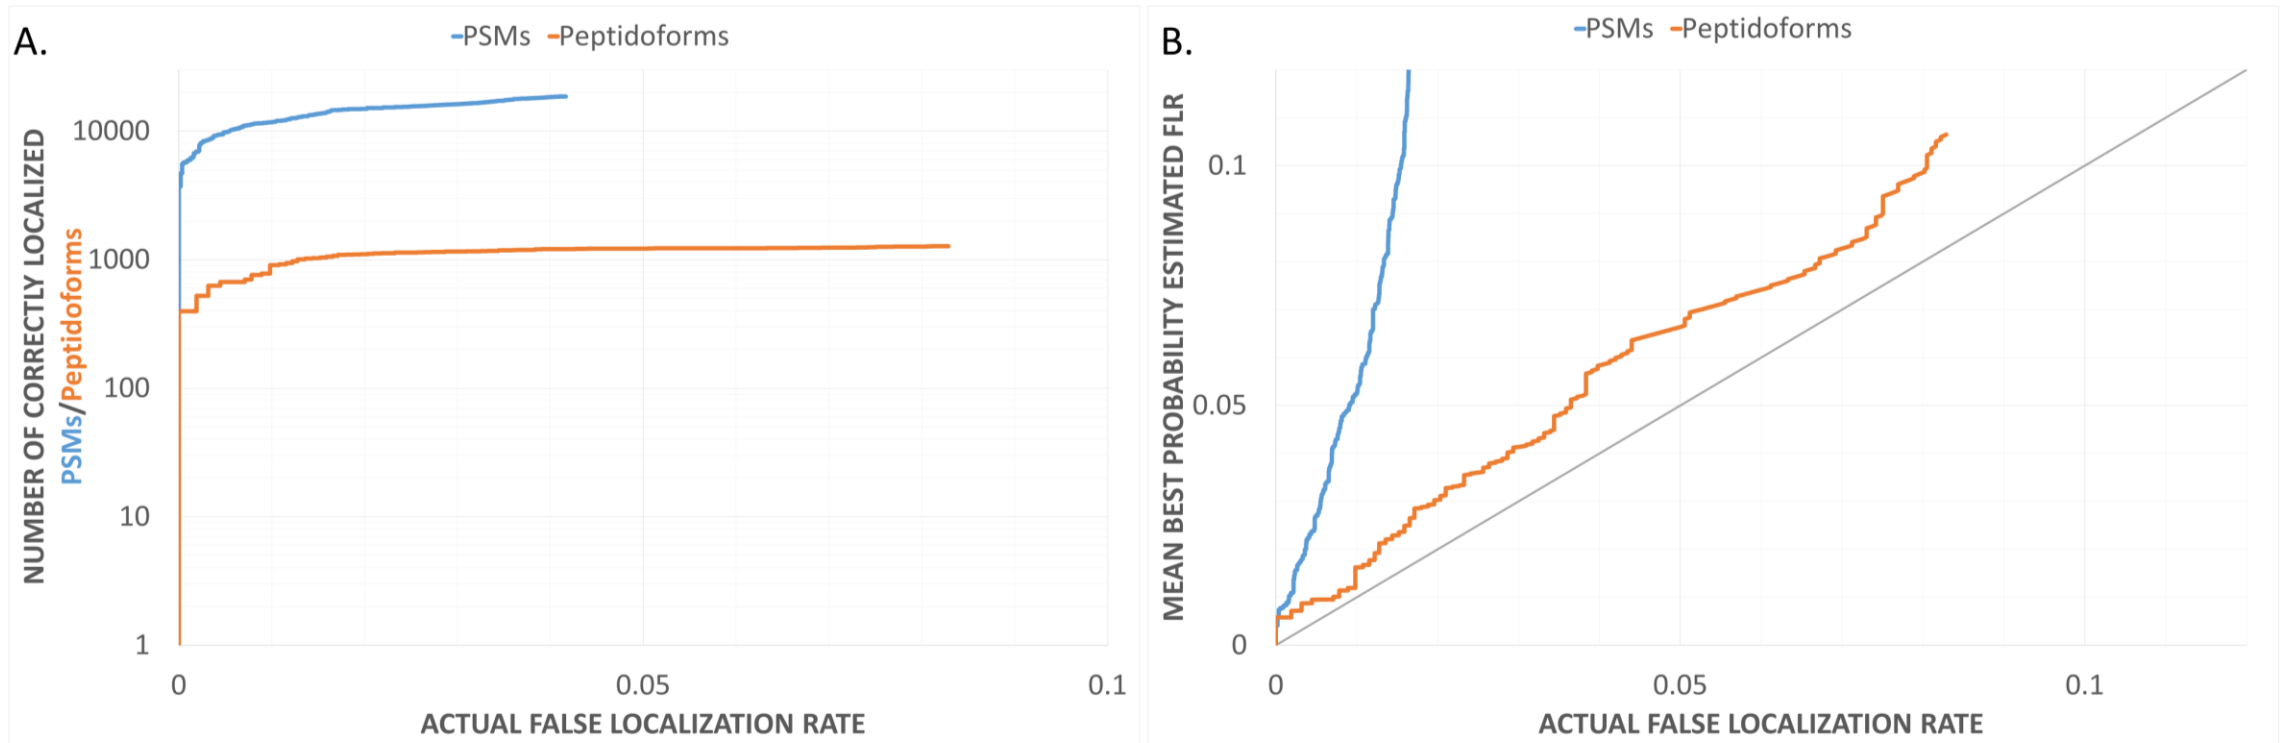 A.
PSMs Peptidoforms
NUMBER OF CORRECTLY LOCALIZED
PSMs/Peptidoforms
10000
1000
100
10
1
0 0.05 0.1
ACTUAL FALSE LOCALIZATION RATE
B.
PSMs Peptidoforms
MEAN BEST PROBABILITY ESTIMATED FLR
0.1
0.05
0
0 0.05 0.1
ACTUAL FALSE LOCALIZATION RATE